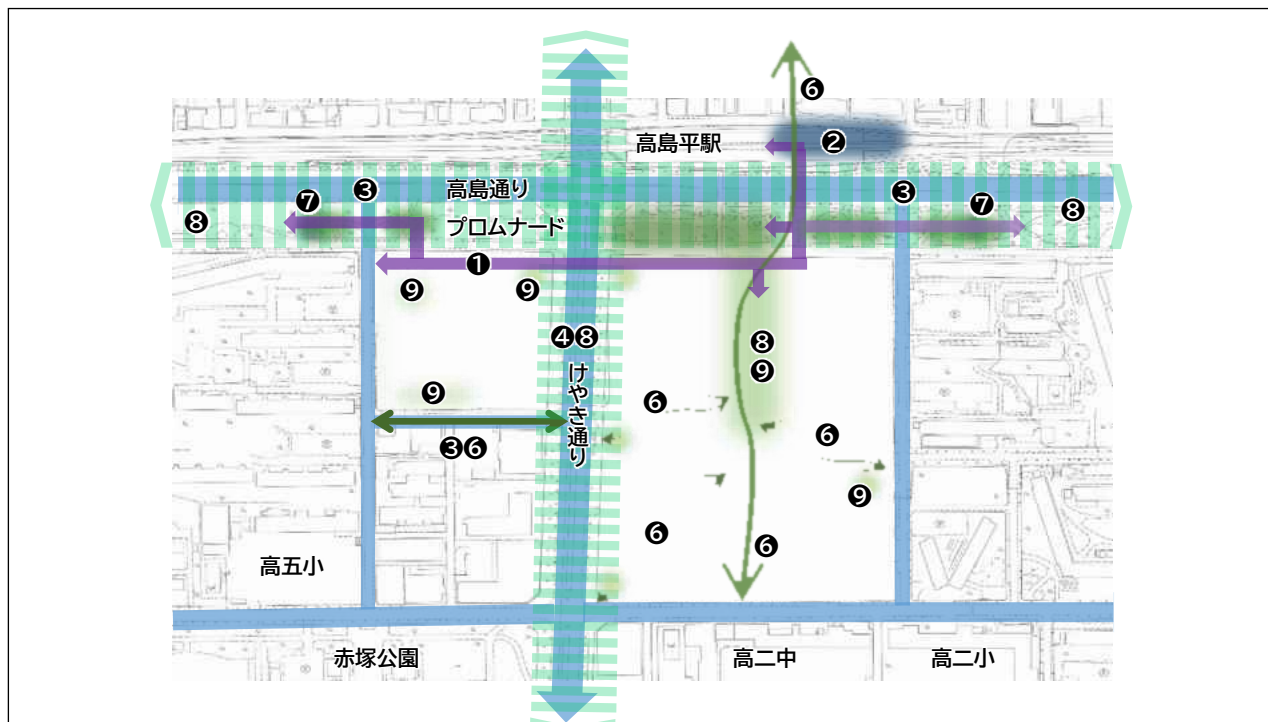 ❻
高島平駅 ❷
❸ 高島通り ❸
❼ ❼
❽ プロムナード ❽
❶
❾ ❾
❹❽ ❽
けやき通り
❾
❾ ❻
❸❻ ❻
❾
❻ ❻
高五小
赤塚公園 高二中 高二小